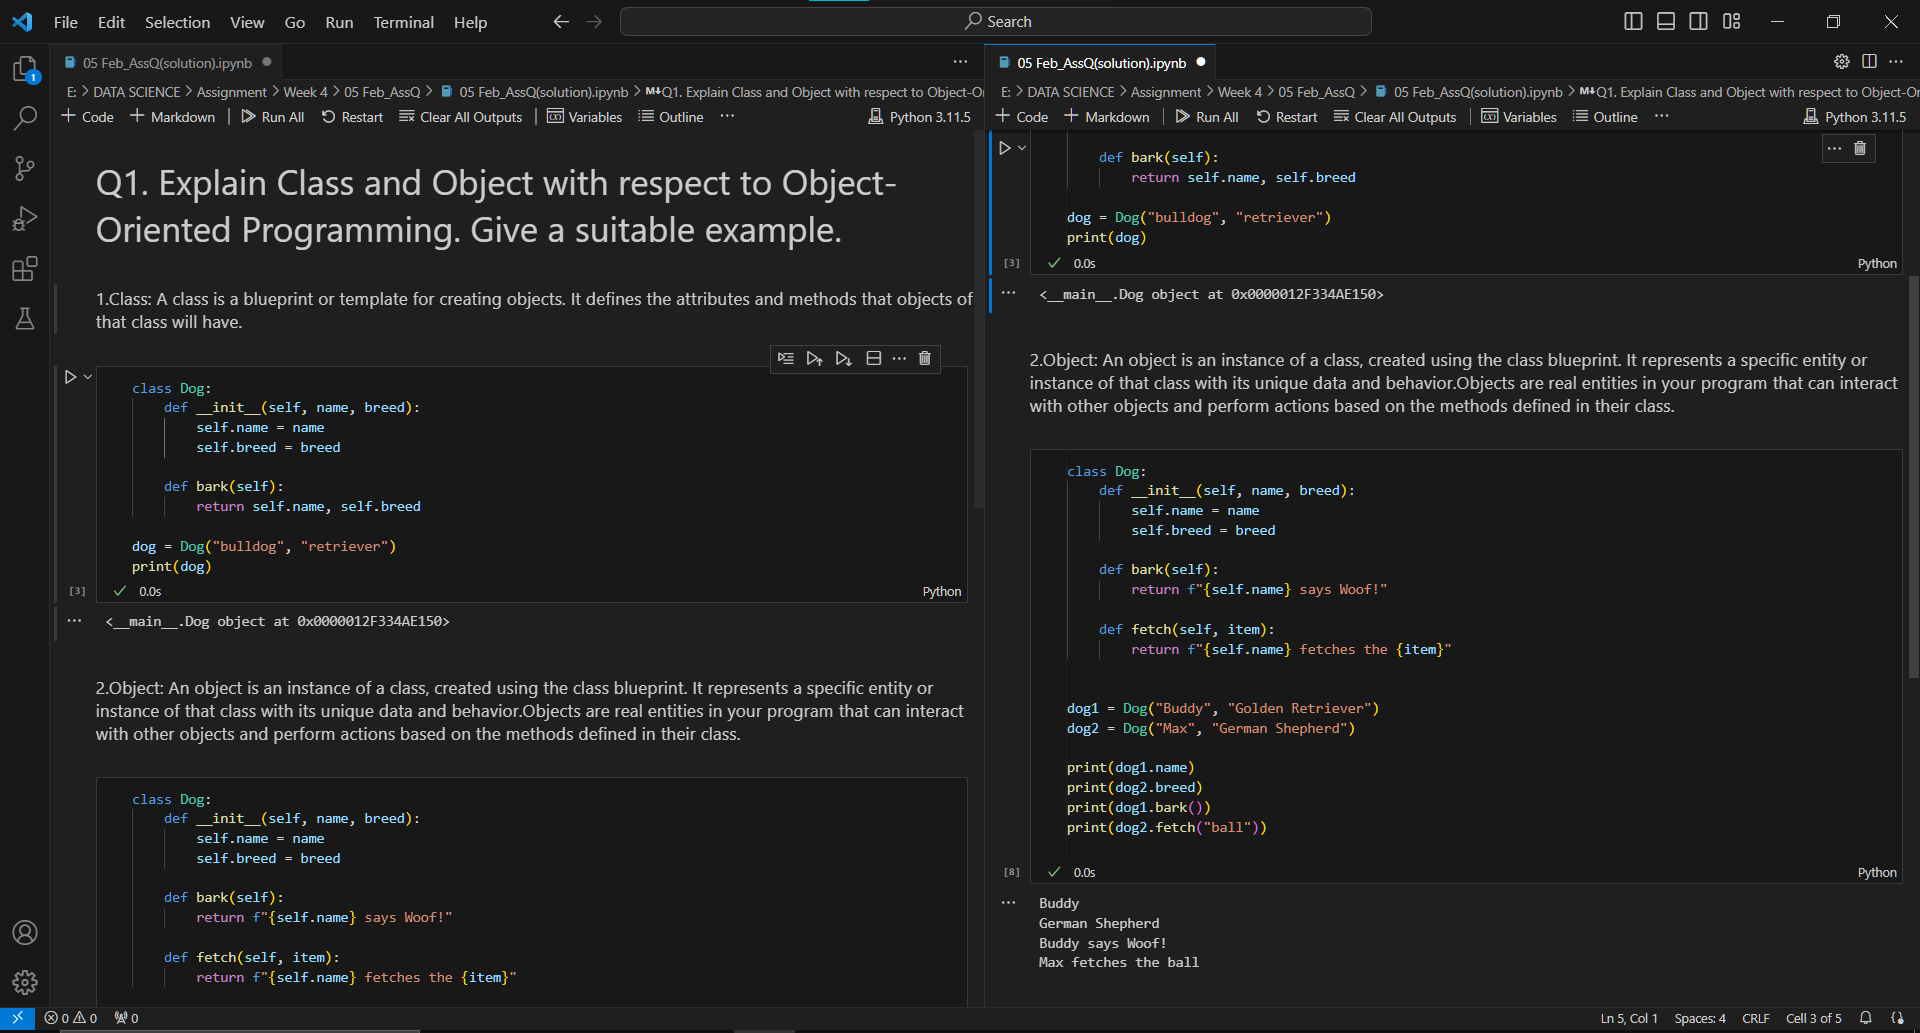 File Edit Selection View Go Run Terminal Help
Search
05 Feb_AssQ(solution).ipynb
E: > DATA SCIENCE > Assignment > Week 4 > 05 Feb_AssQ > 05 Feb_AssQ(solution).ipynb > M↓Q1. Explain Class and Object with respect to Object-Or
+ Code + Markdown | Run All Restart Clear All Outputs | Variables Outline ··· Python 3.11.5
Q1. Explain Class and Object with respect to Object-
Oriented Programming. Give a suitable example.
1.Class: A class is a blueprint or template for creating objects. It defines the attributes and methods that objects of
that class will have.
class Dog:
    def __init__(self, name, breed):
        self.name = name
        self.breed = breed
    def bark(self):
        return self.name, self.breed
dog = Dog("bulldog", "retriever")
print(dog)
[3] 0.0s Python
<__main__.Dog object at 0x0000012F334AE150>
2.Object: An object is an instance of a class, created using the class blueprint. It represents a specific entity or
instance of that class with its unique data and behavior.Objects are real entities in your program that can interact
with other objects and perform actions based on the methods defined in their class.
class Dog:
    def __init__(self, name, breed):
        self.name = name
        self.breed = breed
    def bark(self):
        return f"{self.name} says Woof!"
    def fetch(self, item):
        return f"{self.name} fetches the {item}"
05 Feb_AssQ(solution).ipynb
E: > DATA SCIENCE > Assignment > Week 4 > 05 Feb_AssQ > 05 Feb_AssQ(solution).ipynb > M↓Q1. Explain Class and Object with respect to Object-Or
+ Code + Markdown | Run All Restart Clear All Outputs | Variables Outline ··· Python 3.11.5
    def bark(self):
        return self.name, self.breed
dog = Dog("bulldog", "retriever")
print(dog)
[3] 0.0s Python
<__main__.Dog object at 0x0000012F334AE150>
2.Object: An object is an instance of a class, created using the class blueprint. It represents a specific entity or
instance of that class with its unique data and behavior.Objects are real entities in your program that can interact
with other objects and perform actions based on the methods defined in their class.
class Dog:
    def __init__(self, name, breed):
        self.name = name
        self.breed = breed
    def bark(self):
        return f"{self.name} says Woof!"
    def fetch(self, item):
        return f"{self.name} fetches the {item}"
dog1 = Dog("Buddy", "Golden Retriever")
dog2 = Dog("Max", "German Shepherd")
print(dog1.name)
print(dog2.breed)
print(dog1.bark())
print(dog2.fetch("ball"))
[8] 0.0s Python
Buddy
German Shepherd
Buddy says Woof!
Max fetches the ball
1
0 0 0 Ln 5, Col 1 Spaces: 4 CRLF Cell 3 of 5